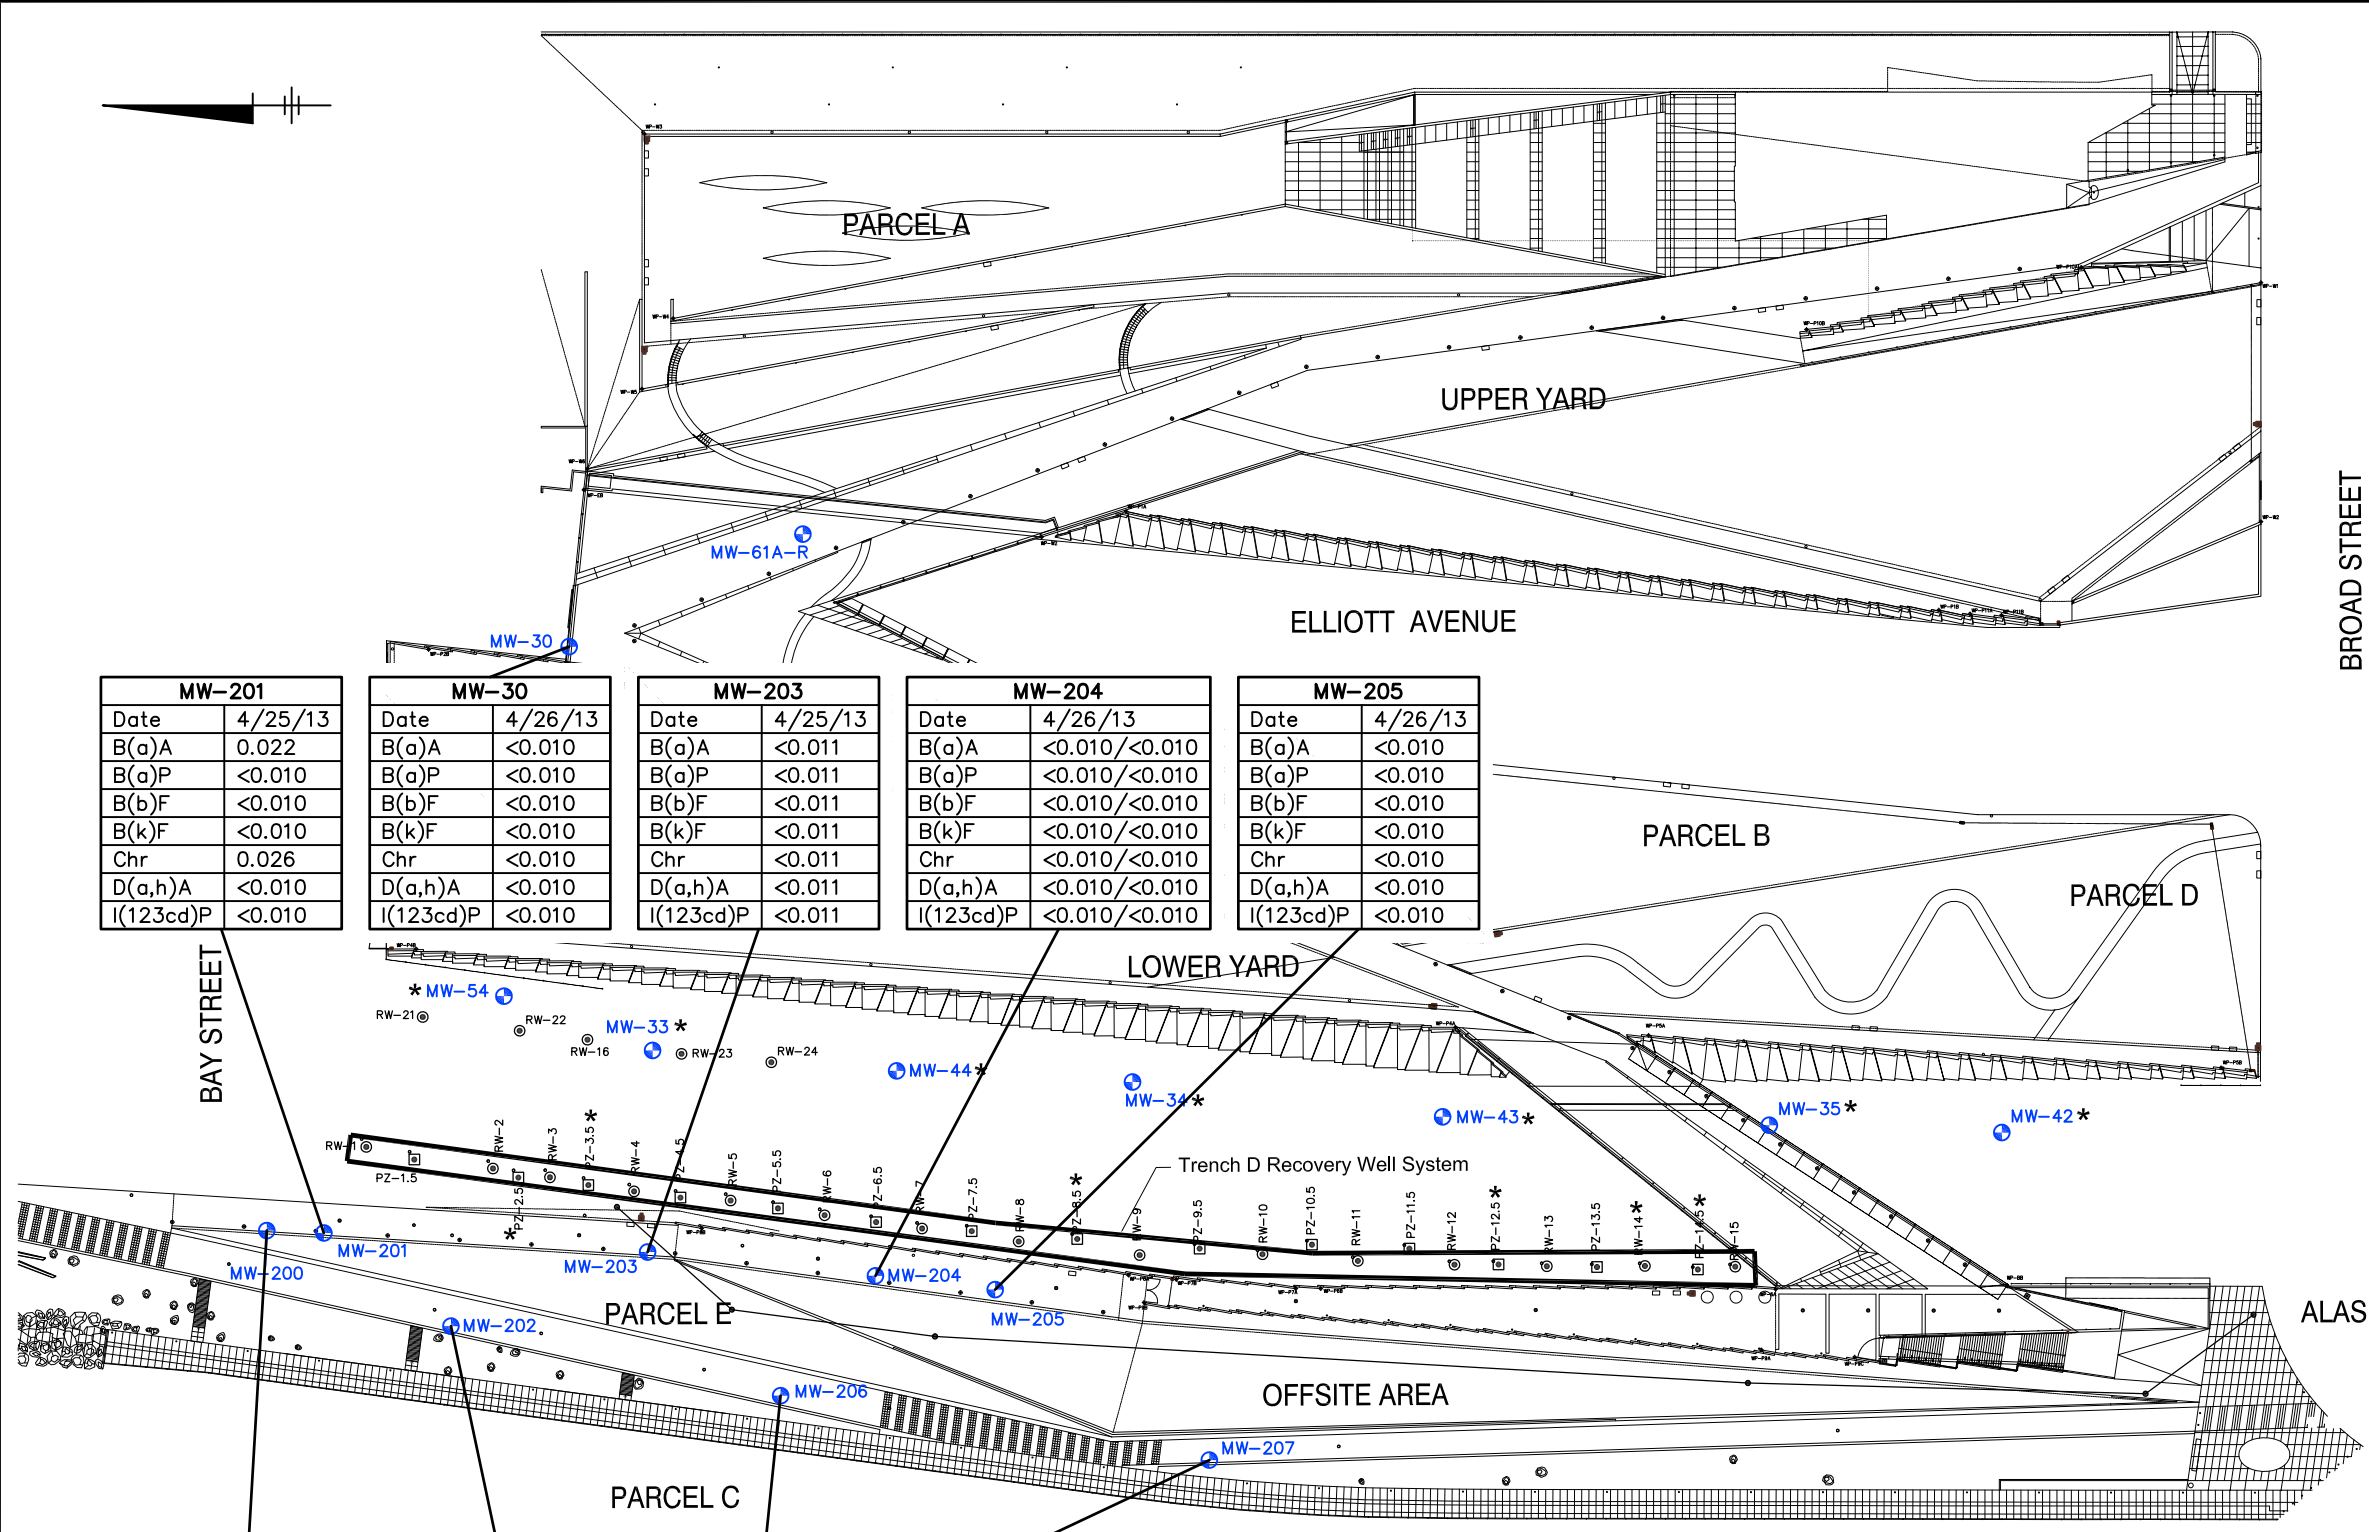 PARCEL A
UPPER YARD
BROAD STREET
MW-61A-R
ELLIOTT AVENUE
MW-30
MW-201
Date 4/25/13
B(a)A 0.022
B(a)P <0.010
B(b)F <0.010
B(k)F <0.010
Chr 0.026
D(a,h)A <0.010
I(123cd)P <0.010
MW-30
Date 4/26/13
B(a)A <0.010
B(a)P <0.010
B(b)F <0.010
B(k)F <0.010
Chr <0.010
D(a,h)A <0.010
I(123cd)P <0.010
MW-203
Date 4/25/13
B(a)A <0.011
B(a)P <0.011
B(b)F <0.011
B(k)F <0.011
Chr <0.011
D(a,h)A <0.011
I(123cd)P <0.011
MW-204
Date 4/26/13
B(a)A <0.010/<0.010
B(a)P <0.010/<0.010
B(b)F <0.010/<0.010
B(k)F <0.010/<0.010
Chr <0.010/<0.010
D(a,h)A <0.010/<0.010
I(123cd)P <0.010/<0.010
MW-205
Date 4/26/13
B(a)A <0.010
B(a)P <0.010
B(b)F <0.010
B(k)F <0.010
Chr <0.010
D(a,h)A <0.010
I(123cd)P <0.010
PARCEL B
PARCEL D
LOWER YARD
BAY STREET
* MW-54
RW-21
RW-22
RW-16
MW-33 *
RW-23
RW-24
MW-44 *
MW-34 *
MW-43 *
MW-35 *
MW-42 *
Trench D Recovery Well System
RW-1
PZ-1.5
RW-2
* PZ-2.5
RW-3
PZ-3.5 *
RW-4
PZ-4.5
RW-5
PZ-5.5
RW-6
PZ-6.5
RW-7
PZ-7.5
RW-8
PZ-8.5 *
RW-9
PZ-9.5
RW-10
PZ-10.5
RW-11
PZ-11.5
RW-12
PZ-12.5 *
RW-13
PZ-13.5
RW-14 *
PZ-14.5 *
RW-15
MW-200
MW-201
MW-203
MW-204
MW-205
MW-202
MW-206
MW-207
PARCEL E
OFFSITE AREA
ALAS
PARCEL C